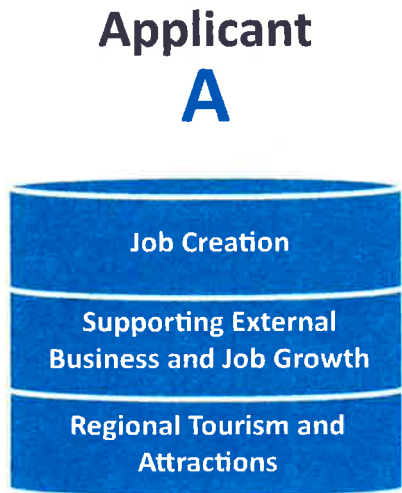 Applicant
A
Job Creation
Supporting External
Business and Job Growth
Regional Tourism and
Attractions